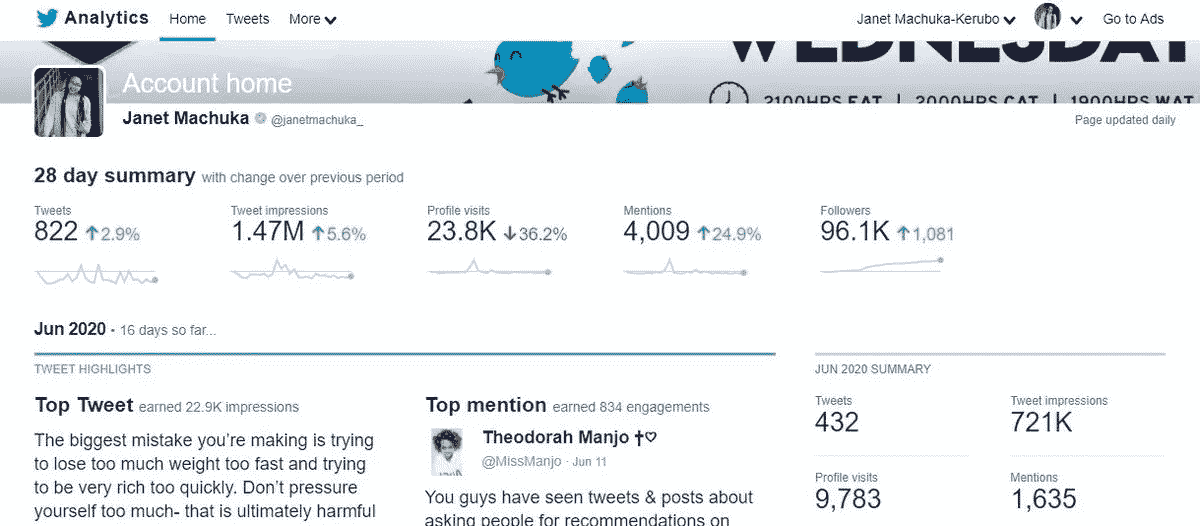 Analytics Home Tweets More Janet Machuka-Kerubo Go to Ads
WEDNESDAY
Account home
2100HRS EAT | 2000HRS CAT | 1900HRS WAT
Janet Machuka @janetmachuka_ Page updated daily
28 day summary with change over previous period
Tweets Tweet impressions Profile visits Mentions Followers
822 ↑2.9% 1.47M ↑5.6% 23.8K ↓36.2% 4,009 ↑24.9% 96.1K ↑1,081
Jun 2020 • 16 days so far...
TWEET HIGHLIGHTS
Top Tweet earned 22.9K impressions
The biggest mistake you’re making is trying
to lose too much weight too fast and trying
to be very rich too quickly. Don’t pressure
yourself too much- that is ultimately harmful
Top mention earned 834 engagements
Theodorah Manjo ✝♡
@MissManjo · Jun 11
You guys have seen tweets & posts about
asking people for recommendations on
JUN 2020 SUMMARY
Tweets Tweet impressions
432 721K
Profile visits Mentions
9,783 1,635